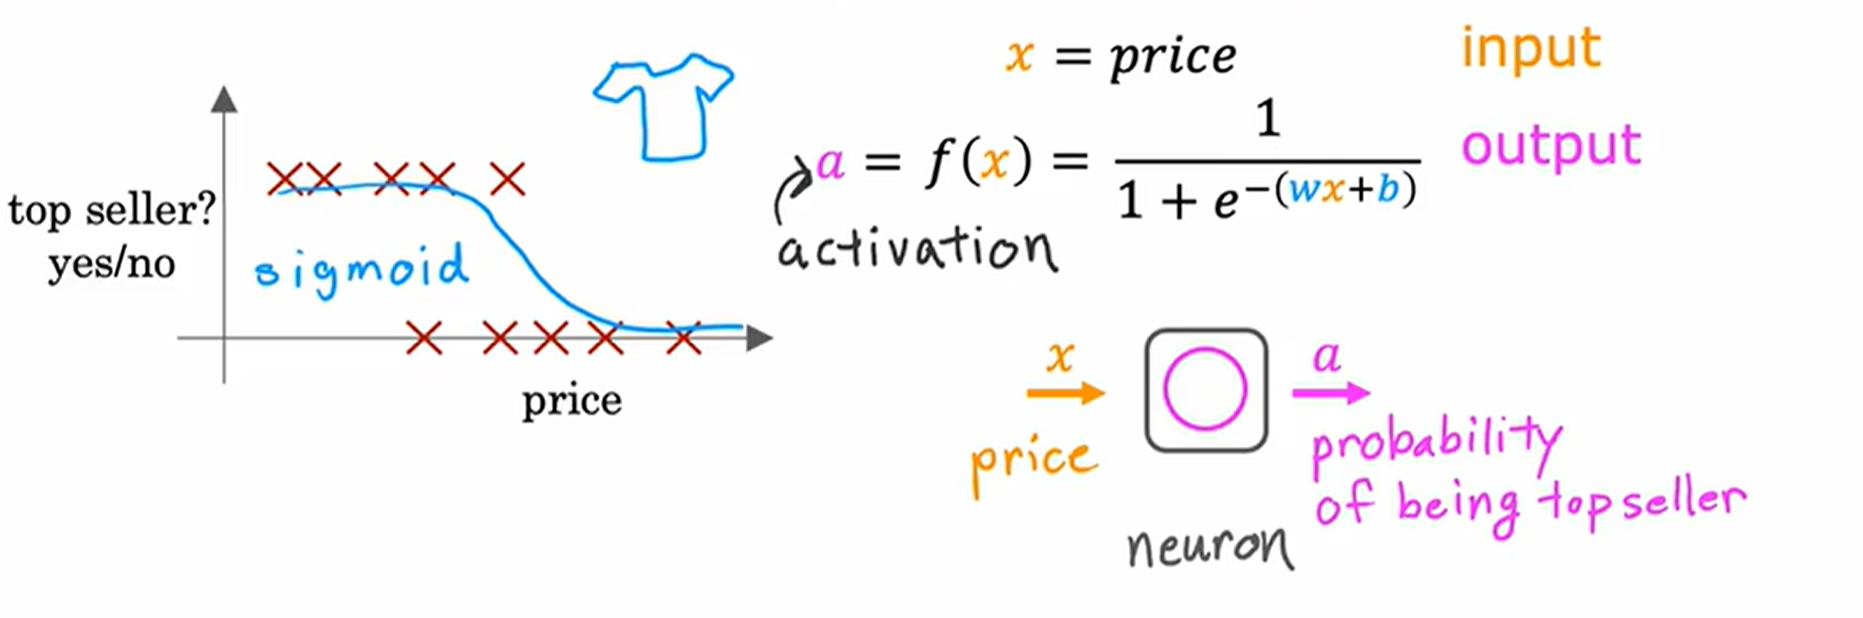 top seller?
yes/no
sigmoid
price
x = price
input
a = f(x) = 1 / (1 + e^{-(wx+b)})
output
activation
x
a
price
probability
of being top seller
neuron